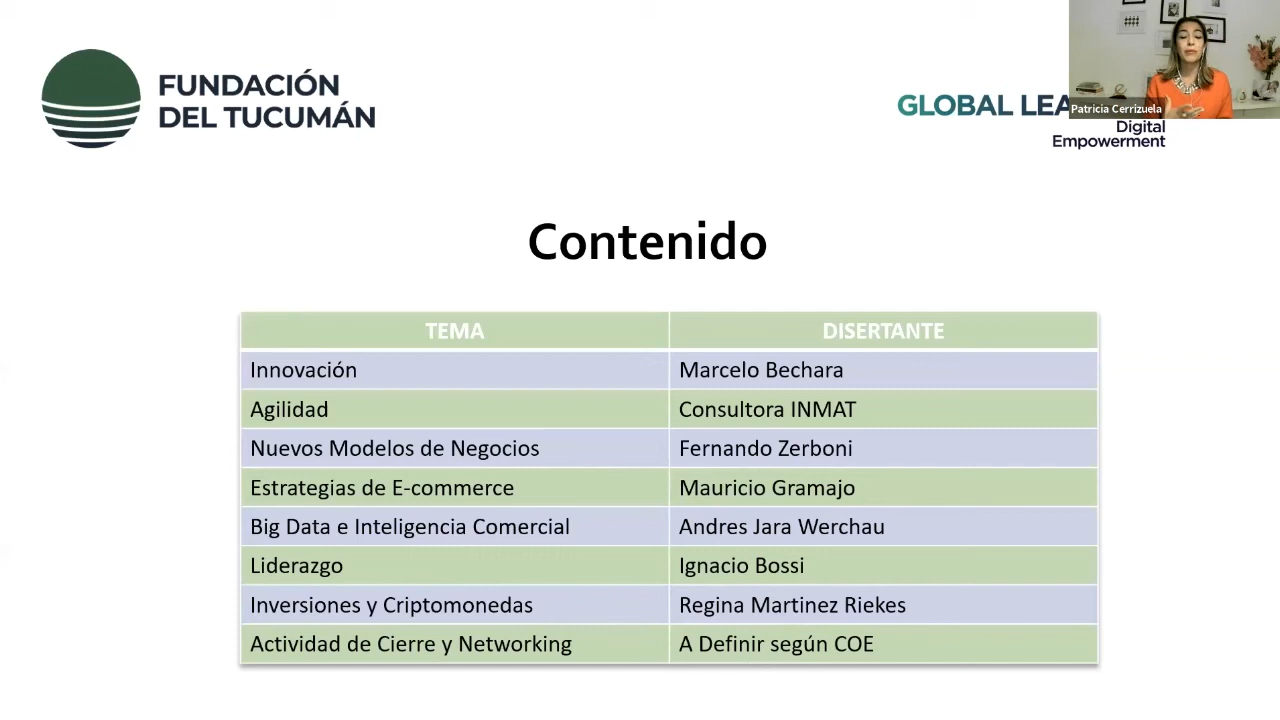 FUNDACIÓN
DEL TUCUMÁN
GLOBAL LEA
Digital
Empowerment
Patricia Cerrizuela
Contenido
TEMA DISERTANTE
Innovación Marcelo Bechara
Agilidad Consultora INMAT
Nuevos Modelos de Negocios Fernando Zerboni
Estrategias de E-commerce Mauricio Gramajo
Big Data e Inteligencia Comercial Andres Jara Werchau
Liderazgo Ignacio Bossi
Inversiones y Criptomonedas Regina Martinez Riekes
Actividad de Cierre y Networking A Definir según COE